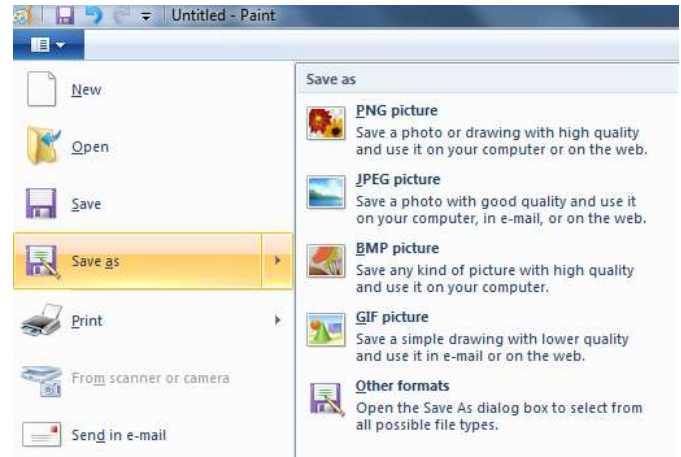 Untitled - Paint
New
Open
Save
Save as
Print
From scanner or camera
Send in e-mail
Save as
PNG picture
Save a photo or drawing with high quality
and use it on your computer or on the web.
JPEG picture
Save a photo with good quality and use it
on your computer, in e-mail, or on the web.
BMP picture
Save any kind of picture with high quality
and use it on your computer.
GIF picture
Save a simple drawing with lower quality
and use it in e-mail or on the web.
Other formats
Open the Save As dialog box to select from
all possible file types.